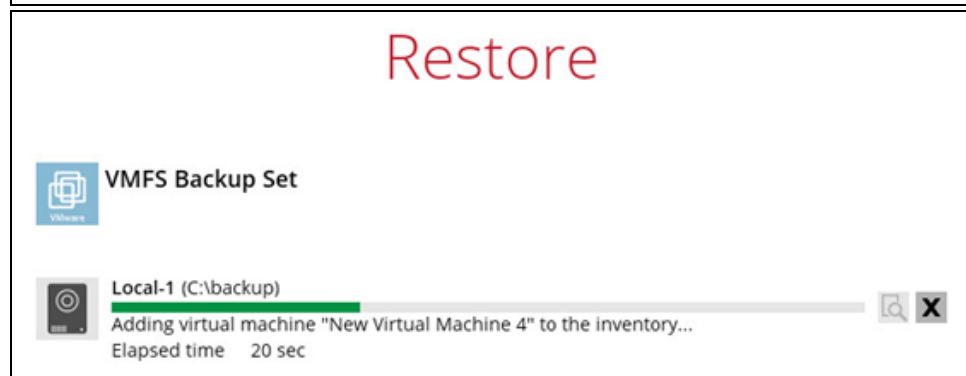 Restore
VMFS Backup Set
VMware
Local-1 (C:\backup)
Adding virtual machine "New Virtual Machine 4" to the inventory...
Elapsed time 20 sec
X